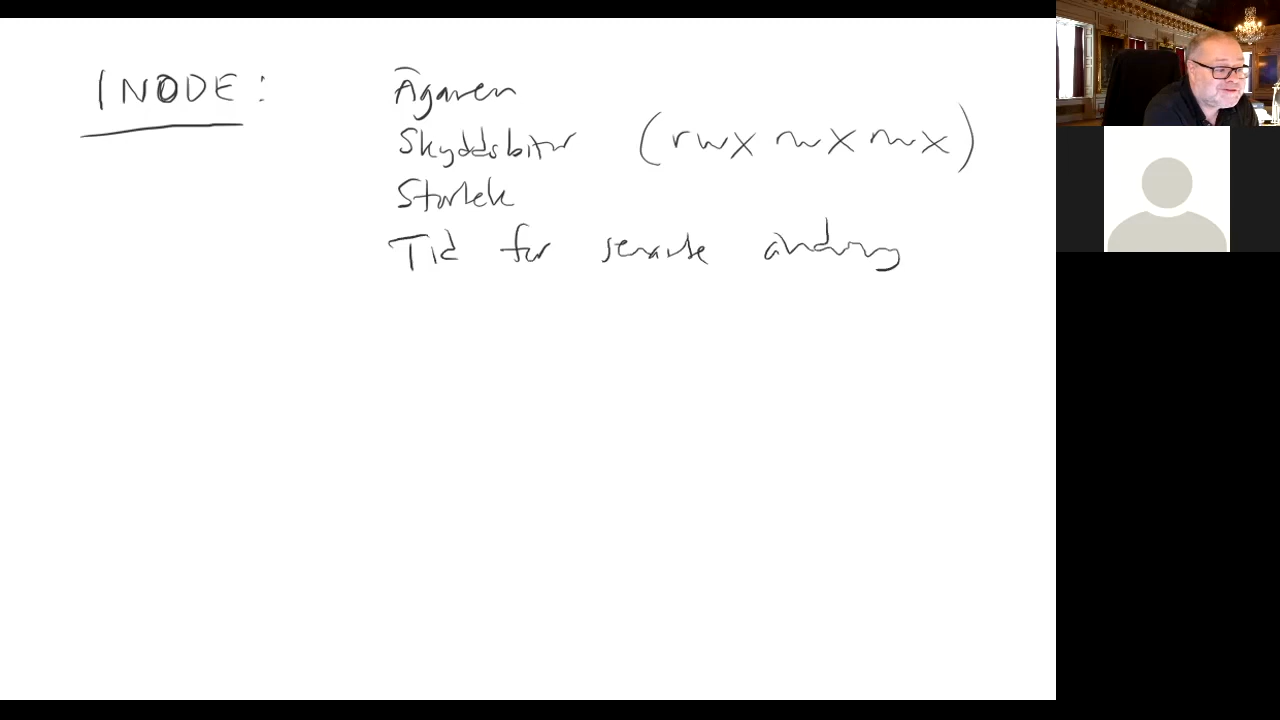 INODE:
Ägaren
Skyddsbitar (rwx rwx rwx)
Storlek
Tid för senaste ändring